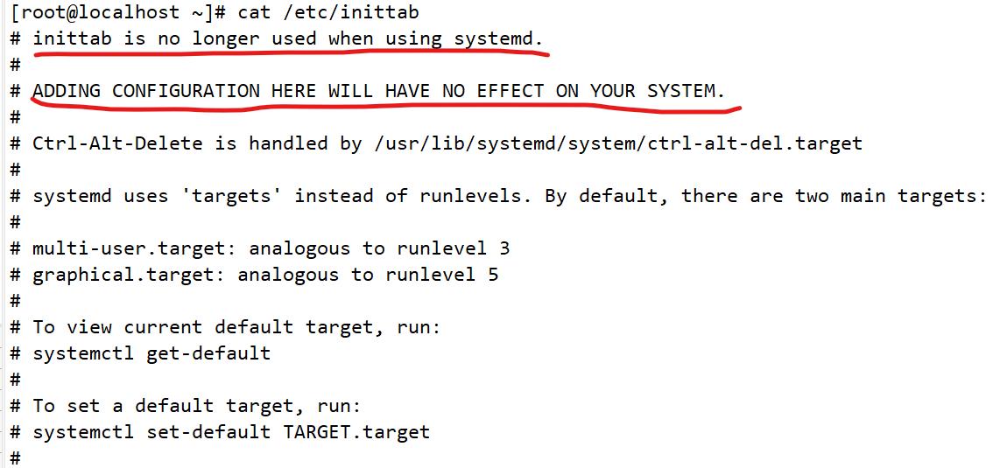 [root@localhost ~]# cat /etc/inittab
# inittab is no longer used when using systemd.
#
# ADDING CONFIGURATION HERE WILL HAVE NO EFFECT ON YOUR SYSTEM.
#
# Ctrl-Alt-Delete is handled by /usr/lib/systemd/system/ctrl-alt-del.target
#
# systemd uses 'targets' instead of runlevels. By default, there are two main targets:
#
# multi-user.target: analogous to runlevel 3
# graphical.target: analogous to runlevel 5
#
# To view current default target, run:
# systemctl get-default
#
# To set a default target, run:
# systemctl set-default TARGET.target
#